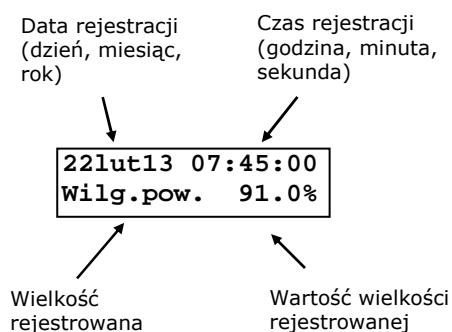 Data rejestracji
(dzień, miesiąc,
rok)
Czas rejestracji
(godzina, minuta,
sekunda)
22lut13 07:45:00
Wilg.pow. 91.0%
Wielkość
rejestrowana
Wartość wielkości
rejestrowanej